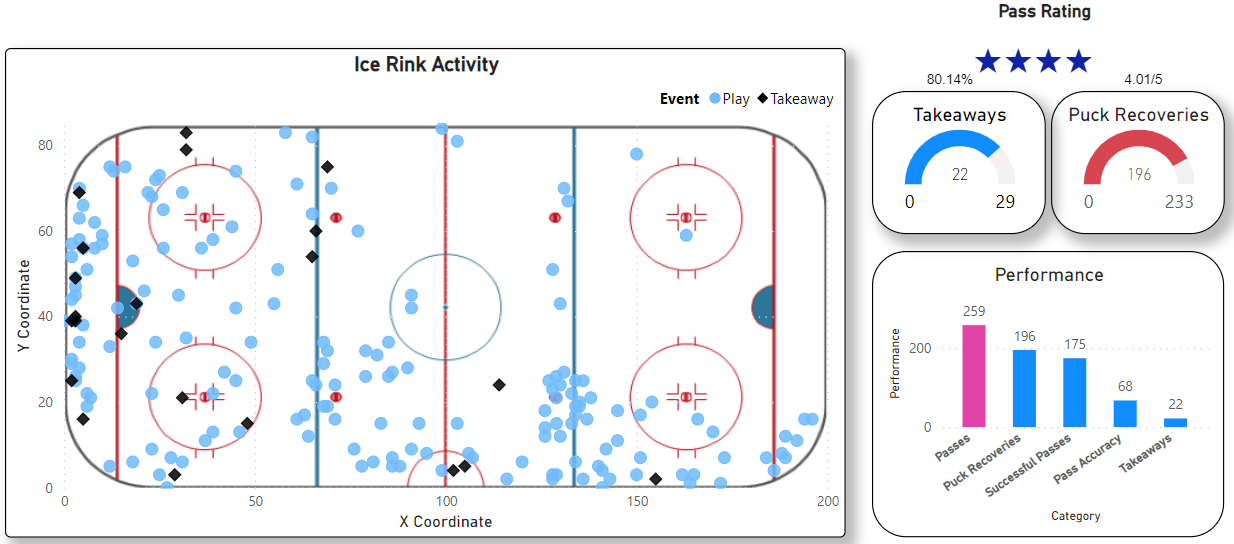 Pass Rating
Ice Rink Activity
80.14%
4.01/5
Event Play Takeaway
Takeaways
22
0
29
Puck Recoveries
196
0
233
Y Coordinate
80
60
40
20
0
0
50
100
150
200
X Coordinate
Performance
Performance
200
0
259
196
175
68
22
Passes
Puck Recoveries
Successful Passes
Pass Accuracy
Takeaways
Category